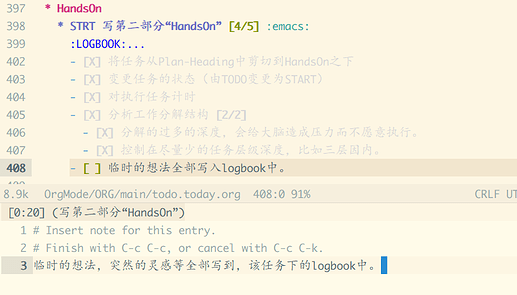 397 * HandsOn
398 * STRT 写第二部分“HandsOn” [4/5] :emacs:
399 :LOGBOOK:...
402 - [X] 将任务从Plan-Heading中剪切到HandsOn之下
403 - [X] 变更任务的状态（由TODO变更为START）
404 - [X] 对执行任务计时
405 - [X] 分析工作分解结构 [2/2]
406 - [X] 分解的过多的深度，会给大脑造成压力而不愿意执行。
407 - [X] 控制在尽量少的任务层级深度，比如三层因内。
408 - [ ] 临时的想法全部写入logbook中。
8.9k OrgMode/ORG/main/todo.today.org 408:0 91% CRLF UT
[0:20] (写第二部分“HandsOn”)
1 # Insert note for this entry.
2 # Finish with C-c C-c, or cancel with C-c C-k.
3 临时的想法，突然的灵感等全部写到，该任务下的logbook中。